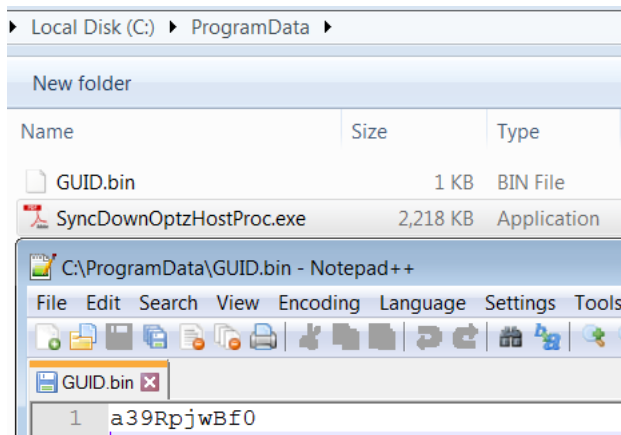 Local Disk (C:) ProgramData
New folder
Name Size Type
GUID.bin 1 KB BIN File
SyncDownOptzHostProc.exe 2,218 KB Application
C:\ProgramData\GUID.bin - Notepad++
File Edit Search View Encoding Language Settings Tools
GUID.bin
1 a39RpjwBf0